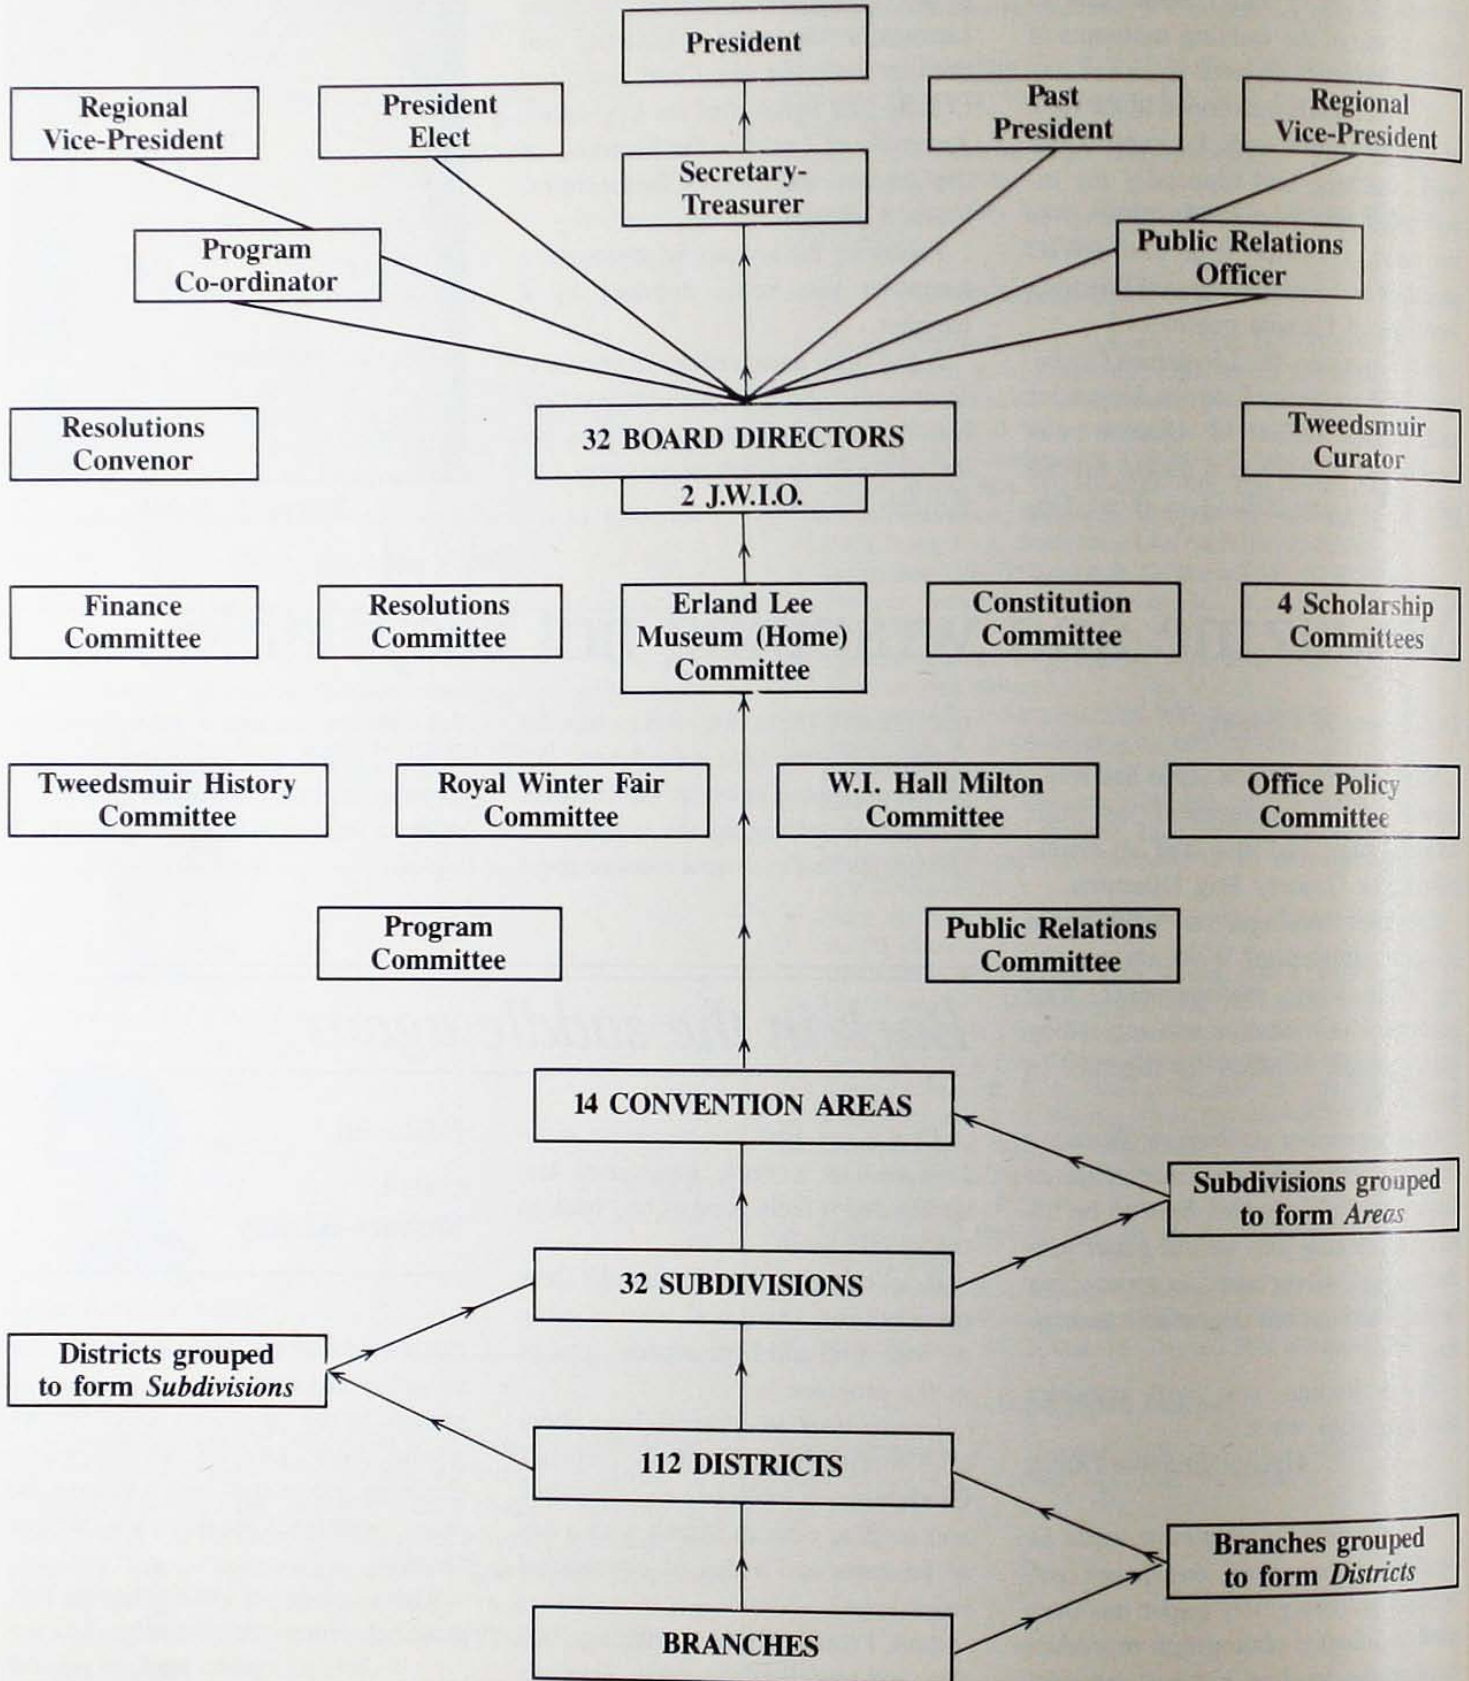 President
Regional
Vice-President
President
Elect
Past
President
Regional
Vice-President
Secretary-
Treasurer
Program
Co-ordinator
Public Relations
Officer
Resolutions
Convenor
32 BOARD DIRECTORS
2 J.W.I.O.
Tweedsmuir
Curator
Finance
Committee
Resolutions
Committee
Erland Lee
Museum (Home)
Committee
Constitution
Committee
4 Scholarship
Committees
Tweedsmuir History
Committee
Royal Winter Fair
Committee
W.I. Hall Milton
Committee
Office Policy
Committee
Program
Committee
Public Relations
Committee
14 CONVENTION AREAS
Subdivisions grouped
to form Areas
32 SUBDIVISIONS
Districts grouped
to form Subdivisions
112 DISTRICTS
Branches grouped
to form Districts
BRANCHES